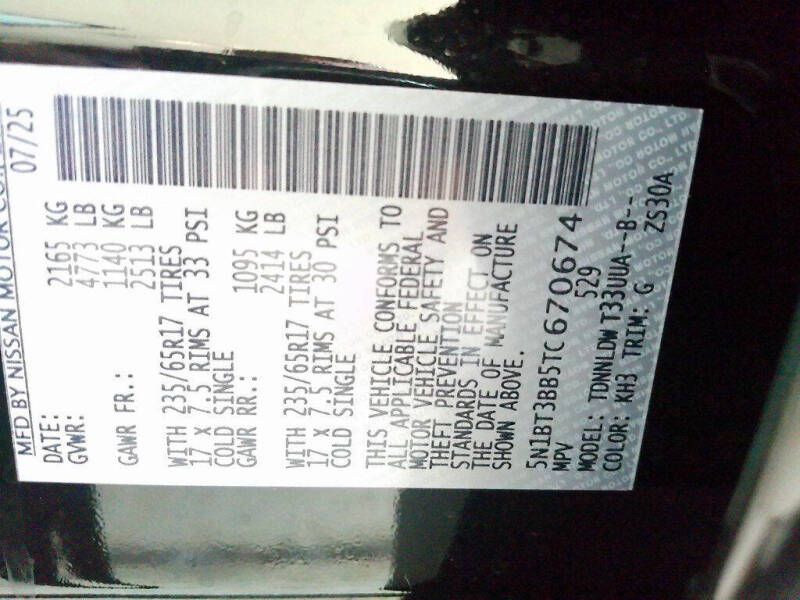 MFD BY NISSAN MOTOR CO.
DATE: 07/25
GVWR: 2165 KG
4773 LB
GAWR FR.: 1140 KG
2513 LB
WITH 235/65R17 TIRES
17 X 7.5 RIMS AT 33 PSI
COLD SINGLE
GAWR RR.: 1095 KG
2414 LB
WITH 235/65R17 TIRES
17 X 7.5 RIMS AT 30 PSI
COLD SINGLE
THIS VEHICLE CONFORMS TO
ALL APPLICABLE FEDERAL
MOTOR VEHICLE SAFETY AND
THEFT PREVENTION
STANDARDS IN EFFECT ON
THE DATE OF MANUFACTURE
SHOWN ABOVE.
5N1BT3BB5TC670674
MPV 529
MODEL: TDNNLDW T33UUA--B---
COLOR: KH3 TRIM: G ZS30A